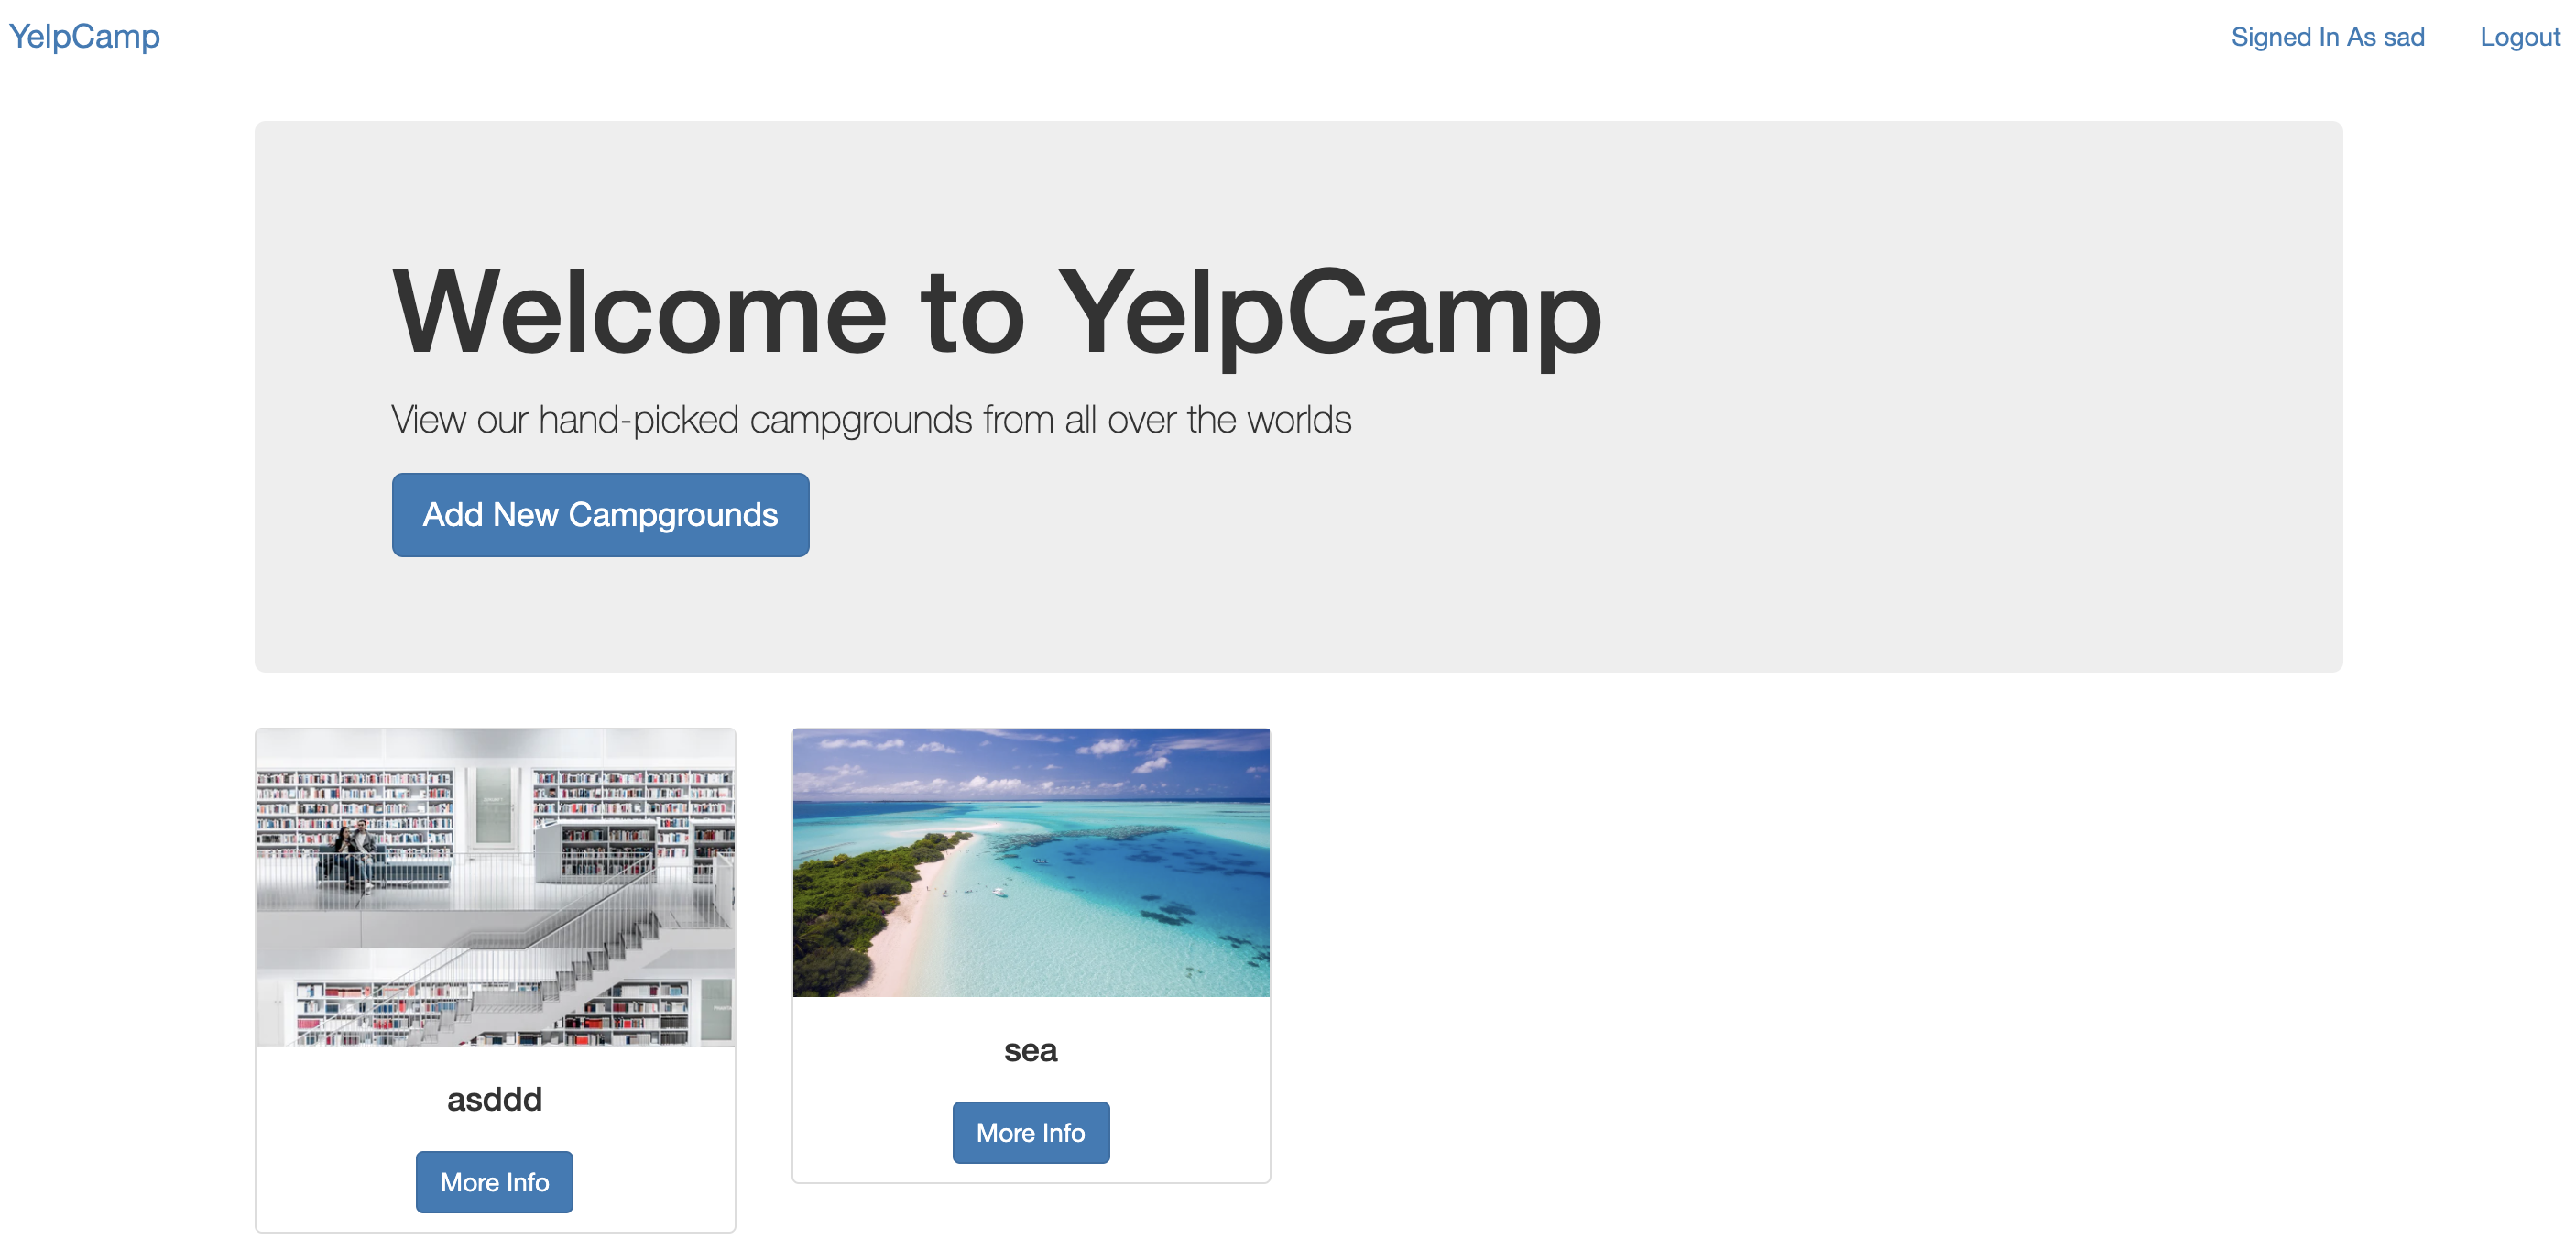 YelpCamp
Signed In As sad
Logout
Welcome to YelpCamp
View our hand-picked campgrounds from all over the worlds
Add New Campgrounds
asddd
More Info
sea
More Info